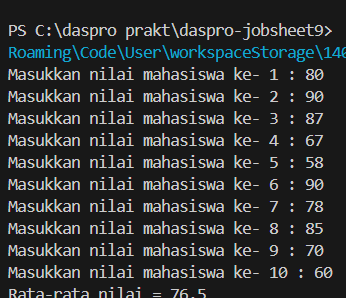 PS C:\daspro prakt\daspro-jobsheet9>
Roaming\Code\User\workspaceStorage\140
Masukkan nilai mahasiswa ke- 1 : 80
Masukkan nilai mahasiswa ke- 2 : 90
Masukkan nilai mahasiswa ke- 3 : 87
Masukkan nilai mahasiswa ke- 4 : 67
Masukkan nilai mahasiswa ke- 5 : 58
Masukkan nilai mahasiswa ke- 6 : 90
Masukkan nilai mahasiswa ke- 7 : 78
Masukkan nilai mahasiswa ke- 8 : 85
Masukkan nilai mahasiswa ke- 9 : 70
Masukkan nilai mahasiswa ke- 10 : 60
Rata-rata nilai = 76.5